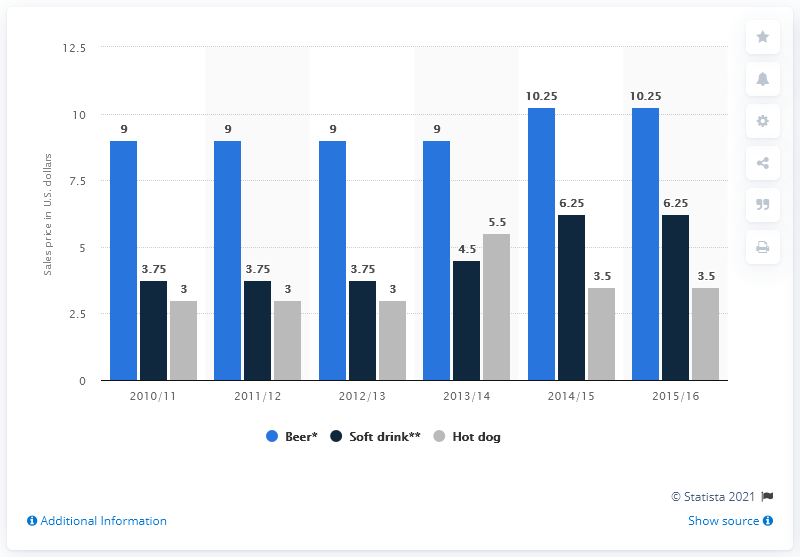 12.5
10
7.5
5
2.5
0
Sales price in U.S. dollars
9 3.75 3
9 3.75 3
9 3.75 3
9 4.5 5.5
10.25 6.25 3.5
10.25 6.25 3.5
2010/11 2011/12 2012/13 2013/14 2014/15 2015/16
Beer* Soft drink** Hot dog
© Statista 2021
Additional Information Show source